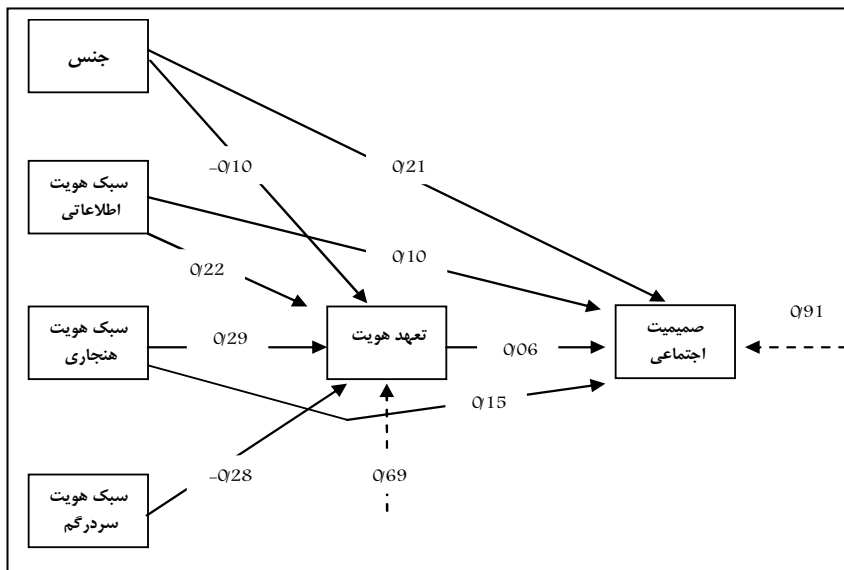 جنس
-0/10
0/21
سبک هویت
اطلاعاتی
0/22
0/10
سبک هویت
هنجاری
0/29
تعهد هویت
0/06
صمیمیت
اجتماعی
0/91
0/15
سبک هویت
سردرگم
-0/28
0/69